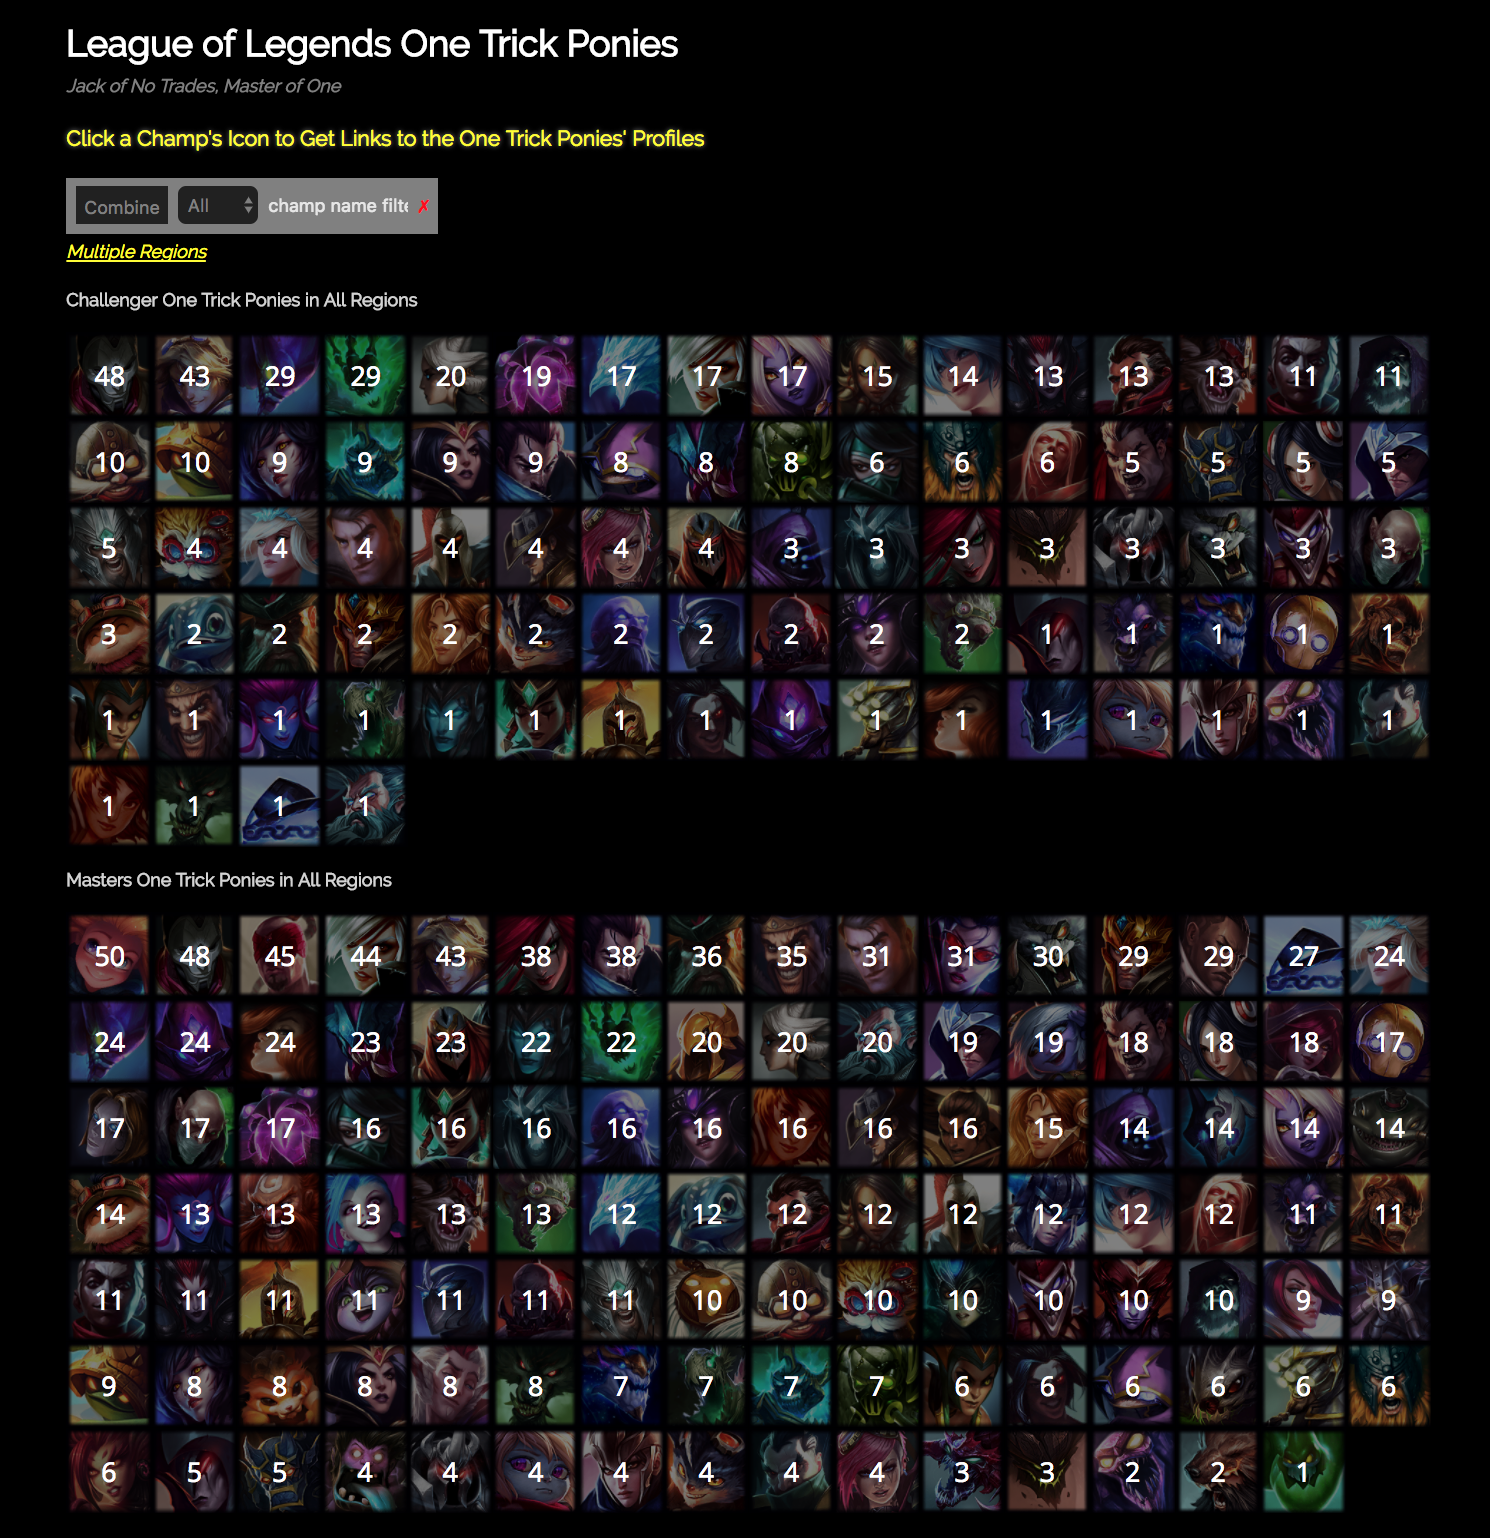 League of Legends One Trick Ponies
Jack of No Trades, Master of One
Click a Champ's Icon to Get Links to the One Trick Ponies' Profiles
Combine All champ name filte ✗
Multiple Regions
Challenger One Trick Ponies in All Regions
48 43 29 29 20 19 17 17 17 15 14 13 13 13 11 11
10 10 9 9 9 9 8 8 8 6 6 6 5 5 5 5
5 4 4 4 4 4 4 4 3 3 3 3 3 3 3 3
3 2 2 2 2 2 2 2 2 2 2 1 1 1 1 1
1 1 1 1 1 1 1 1 1 1 1 1 1 1 1 1
1 1 1 1
Masters One Trick Ponies in All Regions
50 48 45 44 43 38 38 36 35 31 31 30 29 29 27 24
24 24 24 23 23 22 22 20 20 20 19 19 18 18 18 17
17 17 17 16 16 16 16 16 16 16 16 15 14 14 14 14
14 13 13 13 13 13 12 12 12 12 12 12 12 12 11 11
11 11 11 11 11 11 11 10 10 10 10 10 10 10 9 9
9 8 8 8 8 8 7 7 7 7 6 6 6 6 6 6
6 5 5 4 4 4 4 4 4 4 3 3 2 2 1